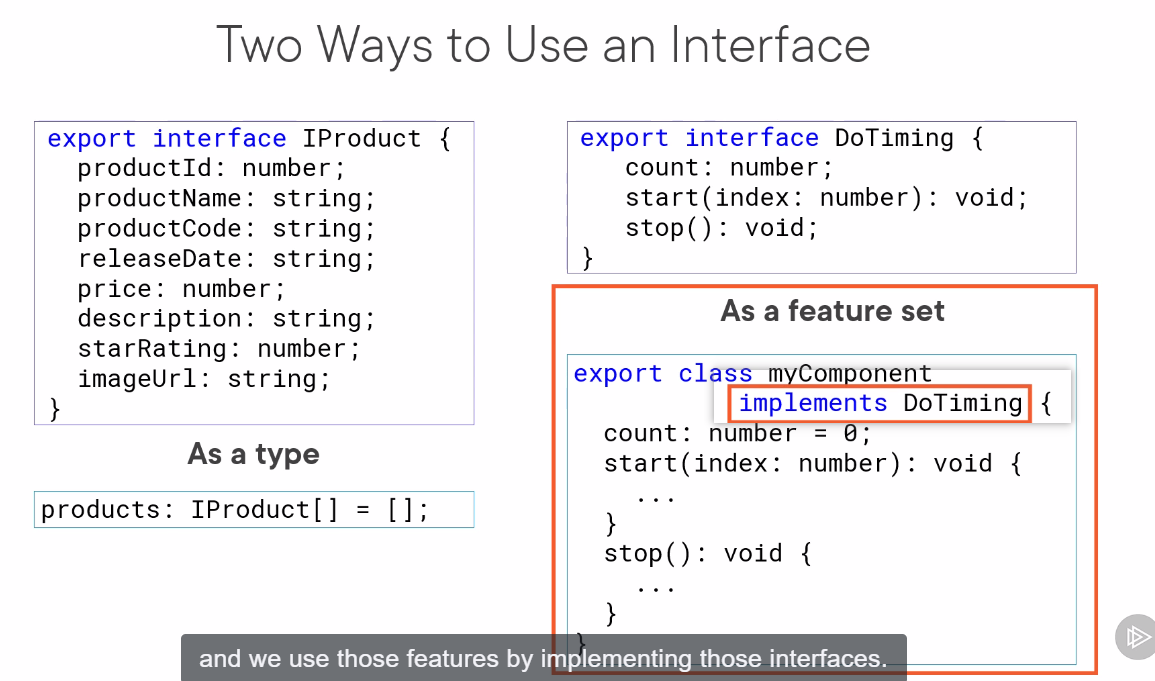 Two Ways to Use an Interface
export interface IProduct {
  productId: number;
  productName: string;
  productCode: string;
  releaseDate: string;
  price: number;
  description: string;
  starRating: number;
  imageUrl: string;
}
As a type
products: IProduct[] = [];
export interface DoTiming {
   count: number;
   start(index: number): void;
   stop(): void;
}
As a feature set
export class myComponent
           implements DoTiming {
  count: number = 0;
  start(index: number): void {
    ...
  }
  stop(): void {
    ...
  }
}
and we use those features by implementing those interfaces.